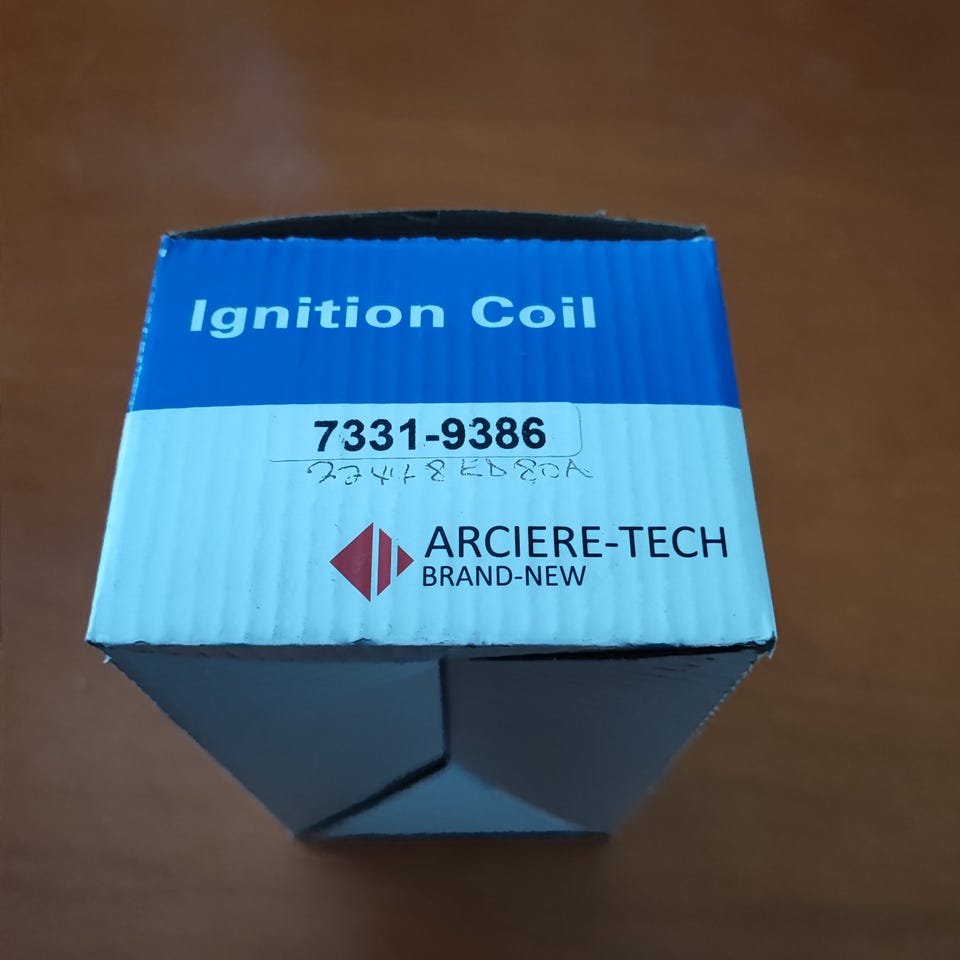 Ignition Coil
7331-9386
22448ED80A
ARCIERE-TECH
BRAND-NEW